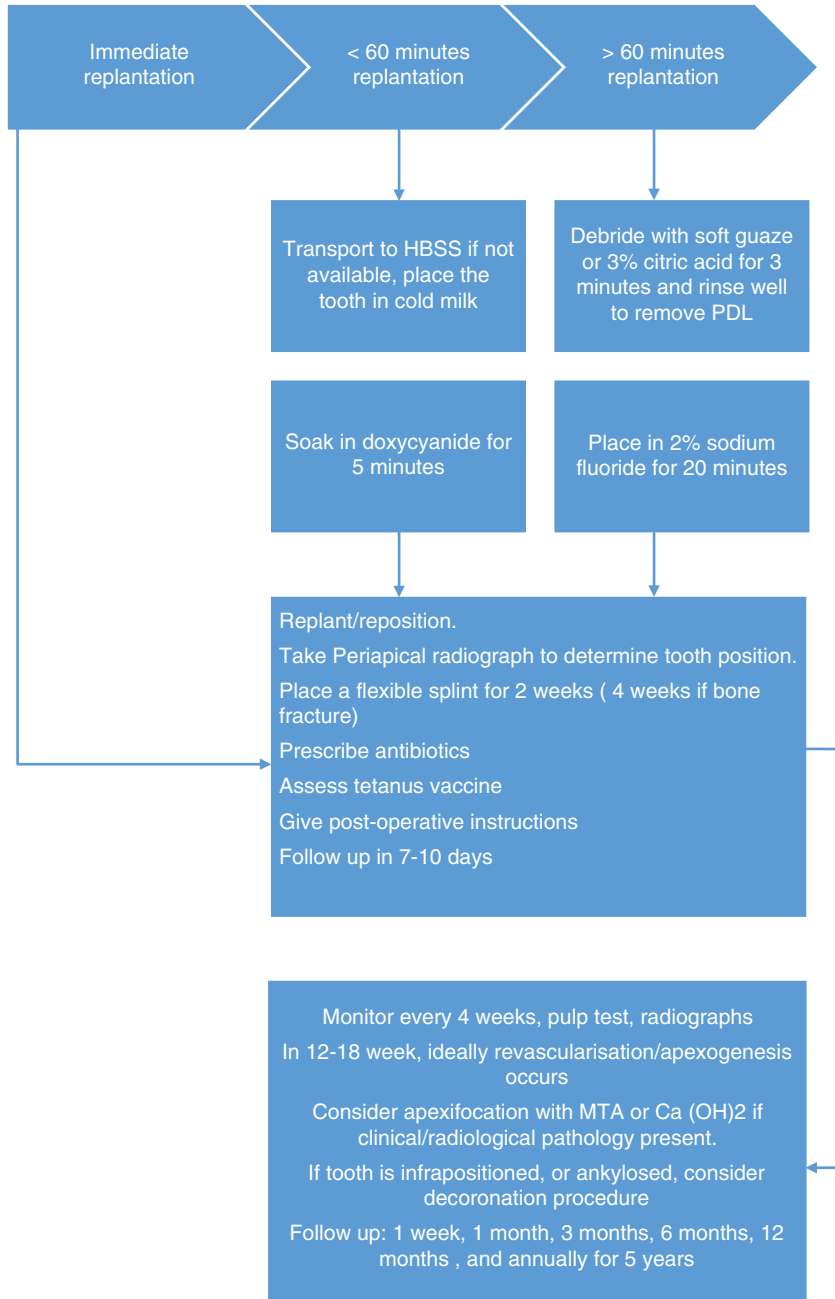 Immediate
replantation
< 60 minutes
replantation
> 60 minutes
replantation
Transport to HBSS if not
available, place the
tooth in cold milk
Debride with soft guaze
or 3% citric acid for 3
minutes and rinse well
to remove PDL
Soak in doxycyanide for
5 minutes
Place in 2% sodium
fluoride for 20 minutes
Replant/reposition.
Take Periapical radiograph to determine tooth position.
Place a flexible splint for 2 weeks ( 4 weeks if bone
fracture)
Prescribe antibiotics
Assess tetanus vaccine
Give post-operative instructions
Follow up in 7-10 days
Monitor every 4 weeks, pulp test, radiographs
In 12-18 week, ideally revascularisation/apexogenesis
occurs
Consider apexifocation with MTA or Ca (OH)2 if
clinical/radiological pathology present.
If tooth is infrapositioned, or ankylosed, consider
decoronation procedure
Follow up: 1 week, 1 month, 3 months, 6 months, 12
months , and annually for 5 years